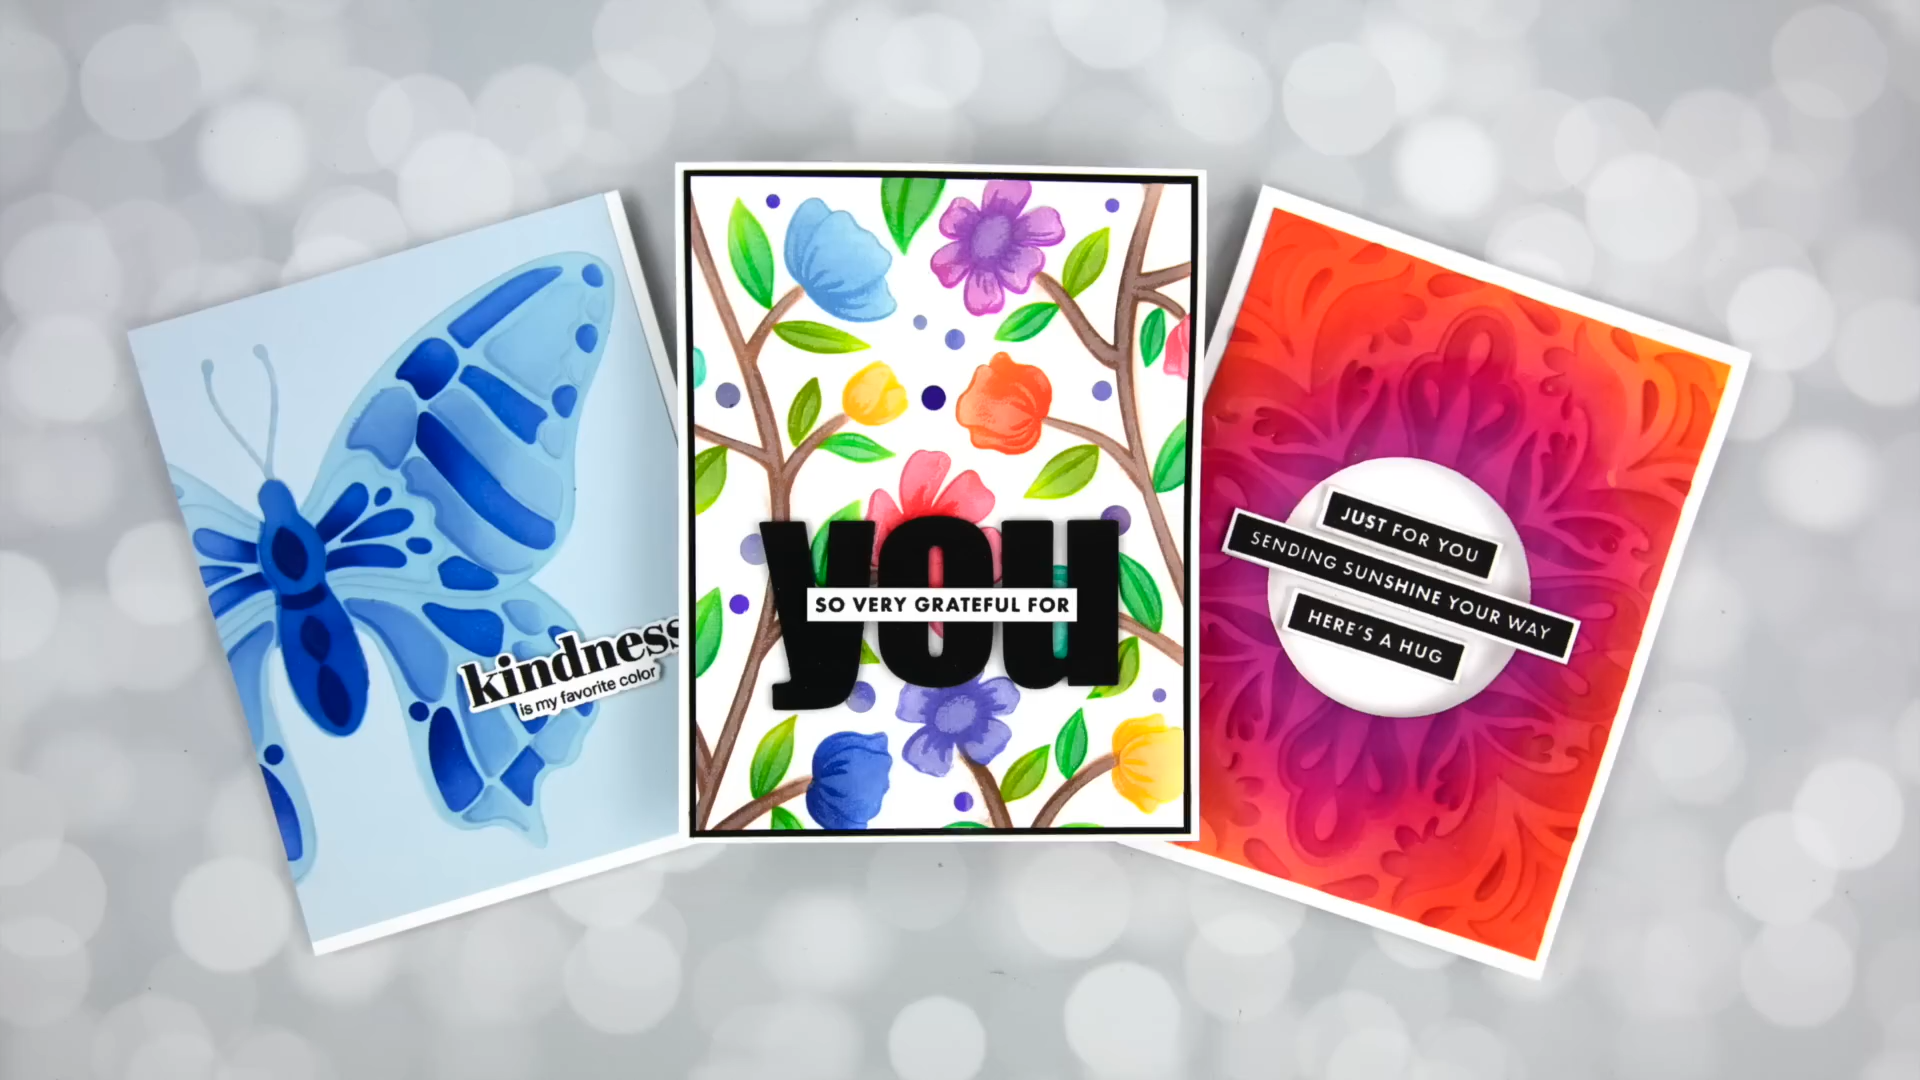 kindness
is my favorite color
you
SO VERY GRATEFUL FOR
JUST FOR YOU
SENDING SUNSHINE YOUR WAY
HERE'S A HUG